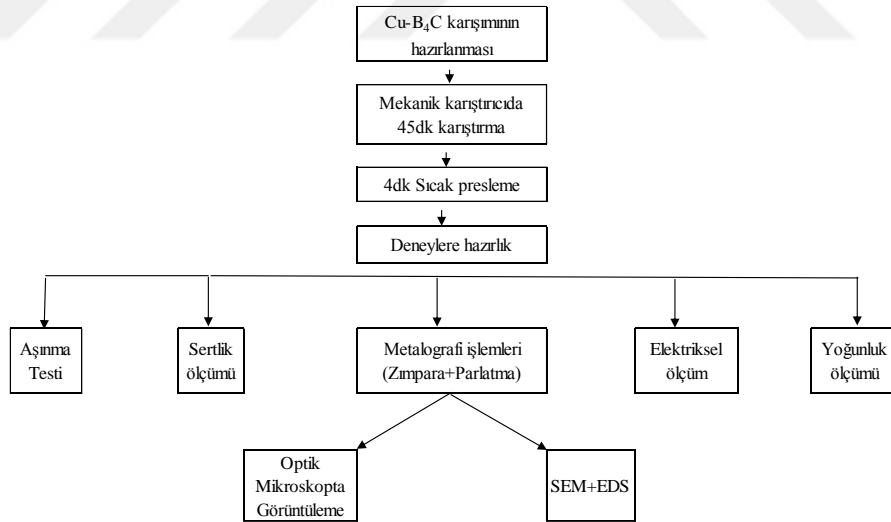 Cu-B₄C karışımının
hazırlanması
Mekanik karıştırıcıda
45dk karıştırma
4dk Sıcak presleme
Deneylere hazırlık
Aşınma
Testi
Sertlik
ölçümü
Metalografi işlemleri
(Zımpara+Parlatma)
Elektriksel
ölçüm
Yoğunluk
ölçümü
Optik
Mikroskopta
Görüntüleme
SEM+EDS